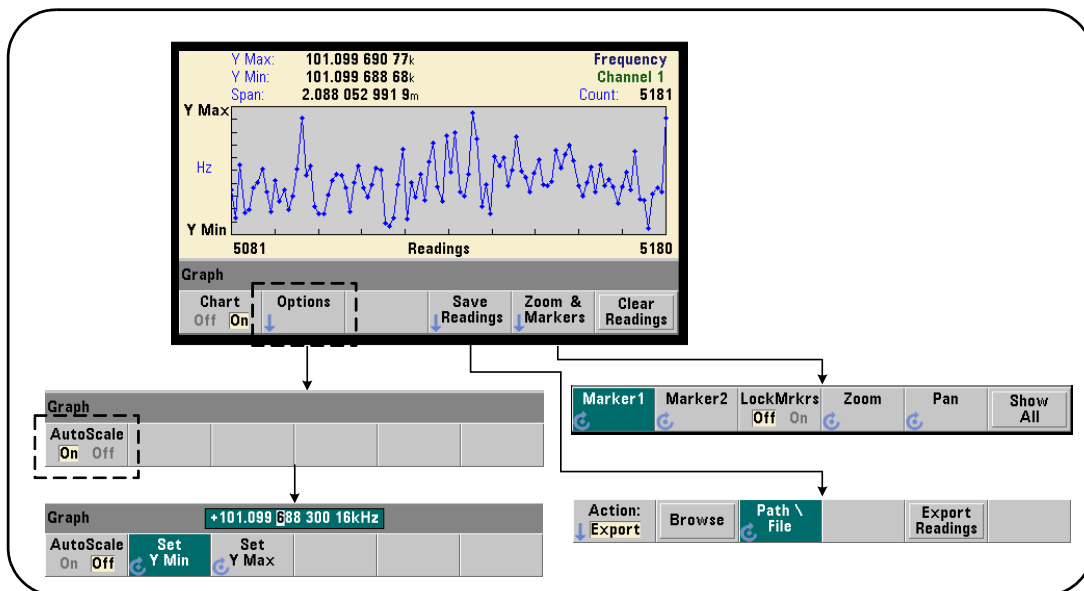 Y Max: 101.099 690 77k Frequency
Y Min: 101.099 688 68k Channel 1
Span: 2.088 052 991 9m Count: 5181
Y Max
Hz
Y Min
5081 Readings 5180
Graph
Chart Options Save Zoom & Clear
Off On Readings Markers Readings
Graph
AutoScale
On Off
Graph +101.099 688 300 16kHz
AutoScale Set Set
On Off Y Min Y Max
Marker1 Marker2 LockMrkrs Zoom Pan Show
Off On All
Action: Browse Path \ Export
Export File Readings